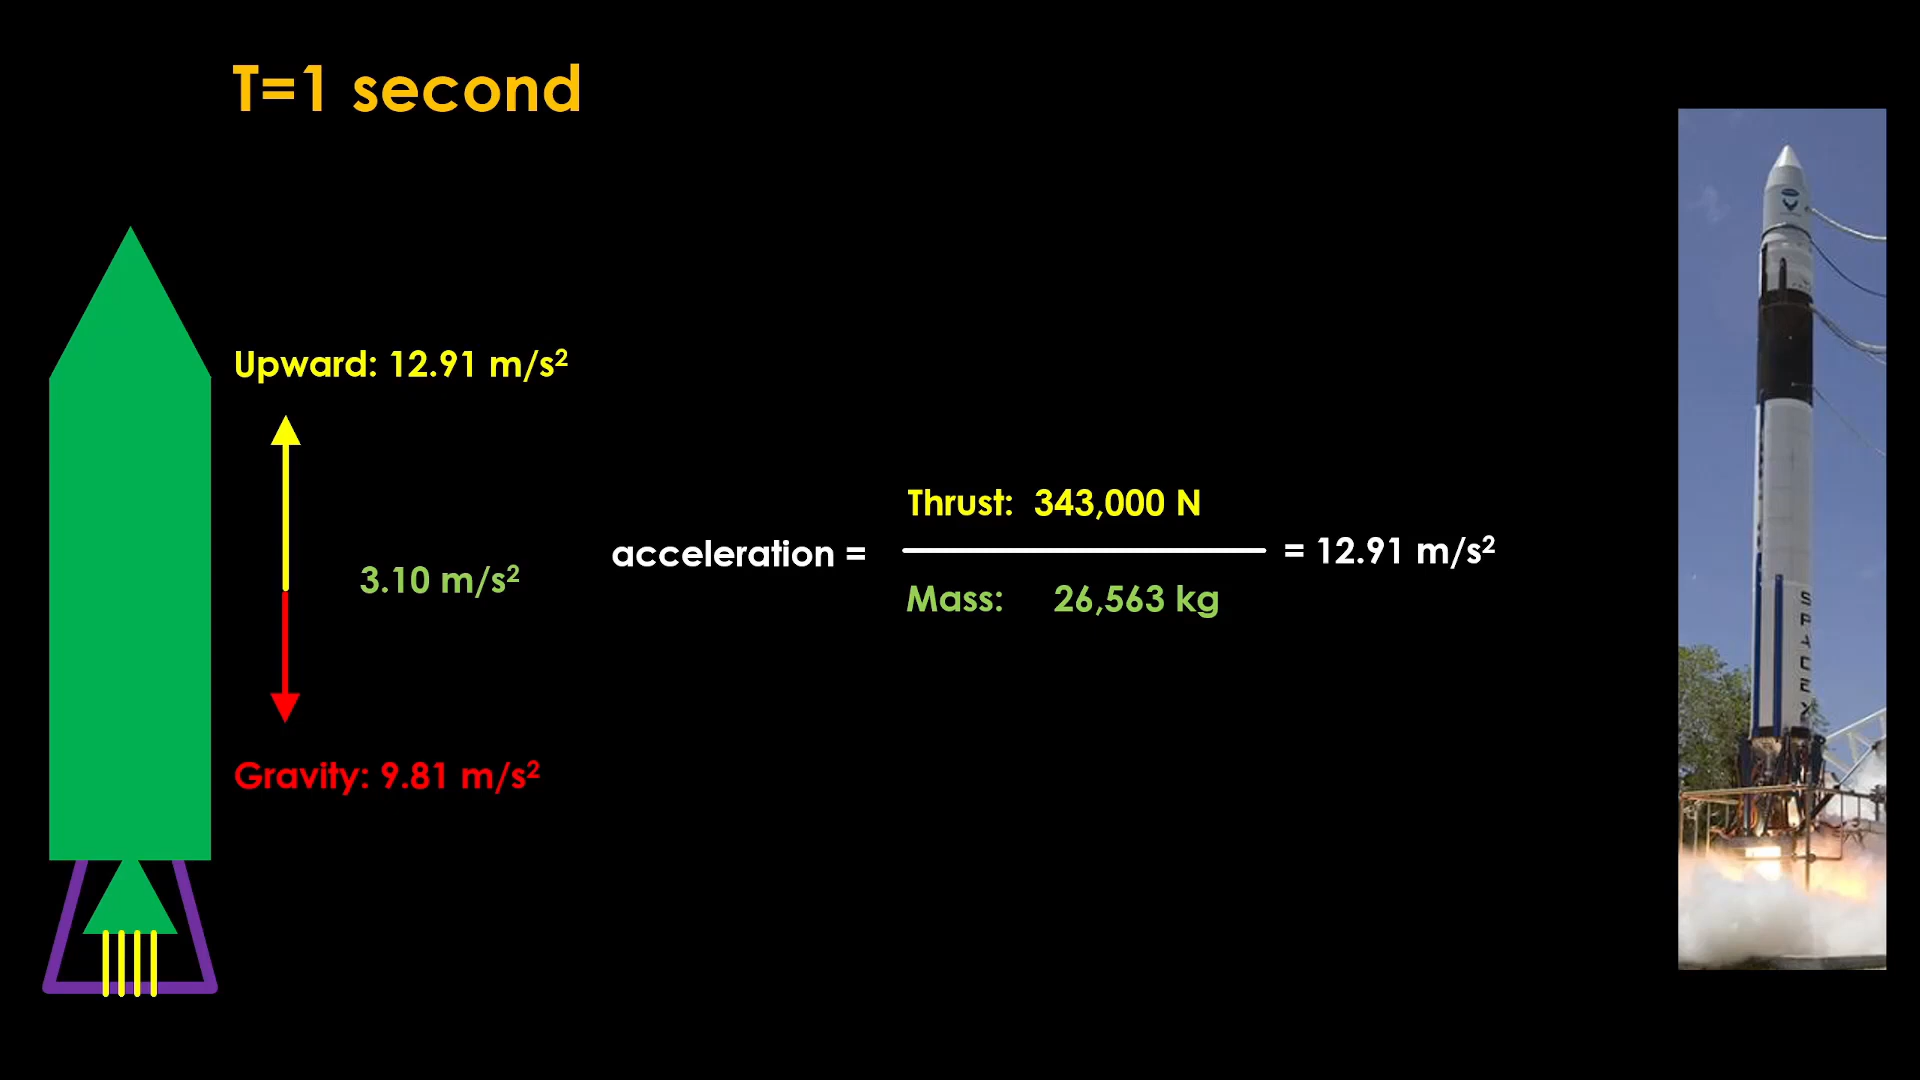 T=1 second
Upward: 12.91 m/s²
3.10 m/s²
Gravity: 9.81 m/s²
acceleration =
Thrust: 343,000 N
Mass: 26,563 kg
= 12.91 m/s²
SPACEX